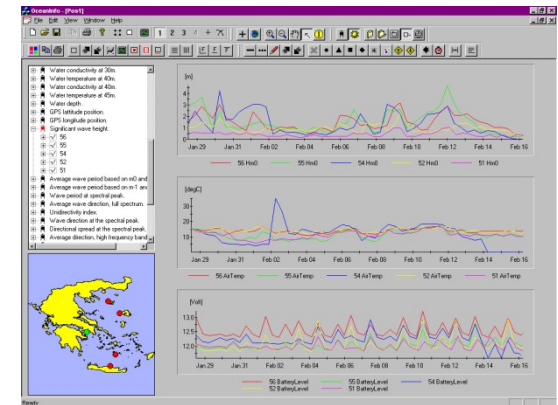 OceanInfo - [Pos1]
File Edit View Window Help
1 2 3 4
Water conductivity at 30m.
Water temperature at 40m.
Water conductivity at 40m.
Water temperature at 45m.
Water depth.
GPS latitude position.
GPS longitude position.
Significant wave height.
56
55
54
52
51
Average wave period based on m0 and
Average wave period based on m-1 and
Wave period at spectral peak.
Average wave direction, full spectrum.
Unidirectivity index.
Wave direction at the spectral peak.
Directional spread at the spectral peak.
Average direction, high frequency band
[m]
4
3
2
1
0
Jan 29 Jan 31 Feb 02 Feb 04 Feb 06 Feb 08 Feb 10 Feb 12 Feb 14 Feb 16
56 Hm0 55 Hm0 54 Hm0 52 Hm0 51 Hm0
[degC]
30
20
10
Jan 29 Jan 31 Feb 02 Feb 04 Feb 06 Feb 08 Feb 10 Feb 12 Feb 14 Feb 16
56 AirTemp 55 AirTemp 54 AirTemp 52 AirTemp 51 AirTemp
[Volt]
13.0
12.5
12.0
Jan 29 Jan 31 Feb 02 Feb 04 Feb 06 Feb 08 Feb 10 Feb 12 Feb 14 Feb 16
56 BatteryLevel 55 BatteryLevel 54 BatteryLevel
52 BatteryLevel 51 BatteryLevel
Ready